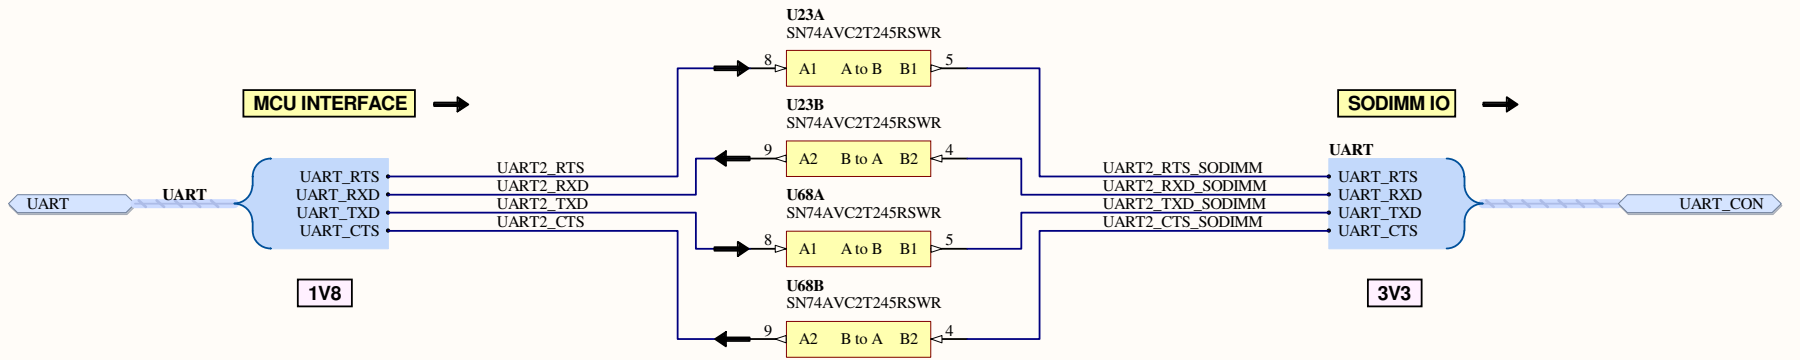 U23A
SN74AVC2T245RSWR
8 A1 A to B B1 5
MCU INTERFACE
SODIMM IO
U23B
SN74AVC2T245RSWR
9 A2 B to A B2 4
UART
UART
UART_RTS
UART_RXD
UART_TXD
UART_CTS
UART2_RTS
UART2_RXD
UART2_TXD
UART2_CTS
U68A
SN74AVC2T245RSWR
8 A1 A to B B1 5
UART2_RTS_SODIMM
UART2_RXD_SODIMM
UART2_TXD_SODIMM
UART2_CTS_SODIMM
UART
UART_RTS
UART_RXD
UART_TXD
UART_CTS
UART_CON
1V8
U68B
SN74AVC2T245RSWR
9 A2 B to A B2 4
3V3